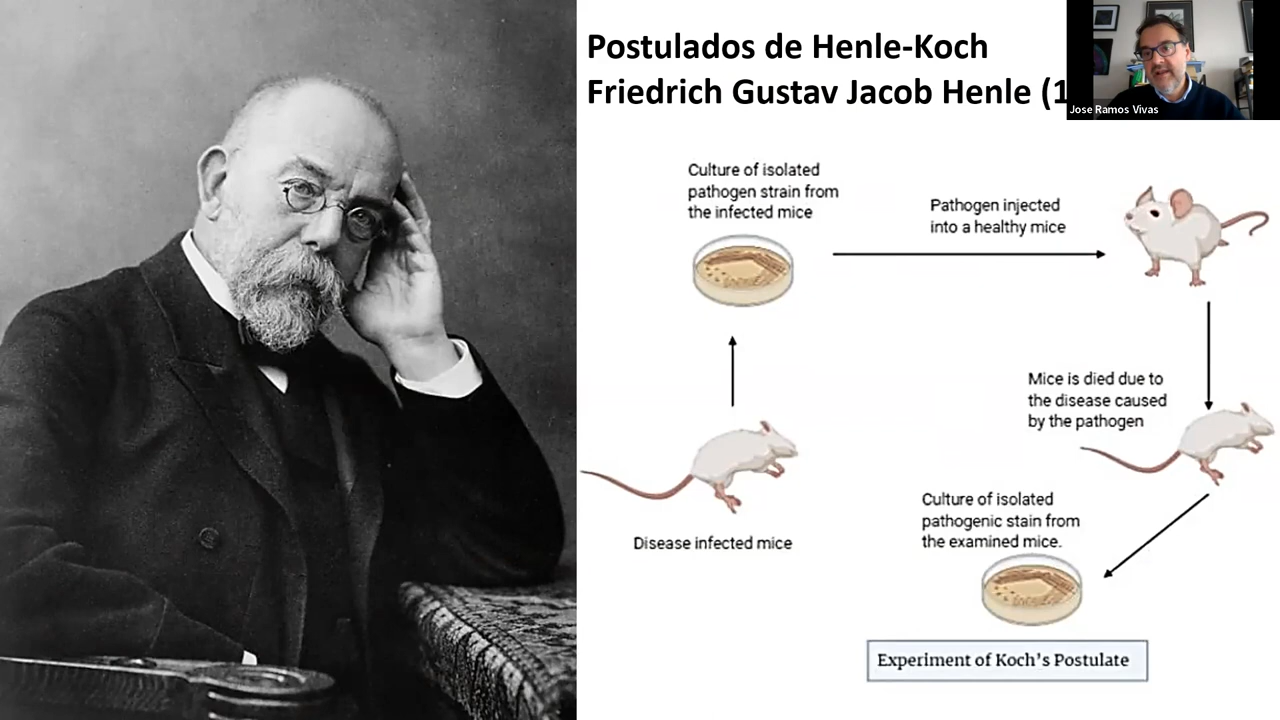 Postulados de Henle-Koch
Friedrich Gustav Jacob Henle (1
Jose Ramos Vivas
Culture of isolated
pathogen strain from
the infected mice
Pathogen injected
into a healthy mice
Mice is died due to
the disease caused
by the pathogen
Disease infected mice
Culture of isolated
pathogenic stain from
the examined mice.
Experiment of Koch's Postulate